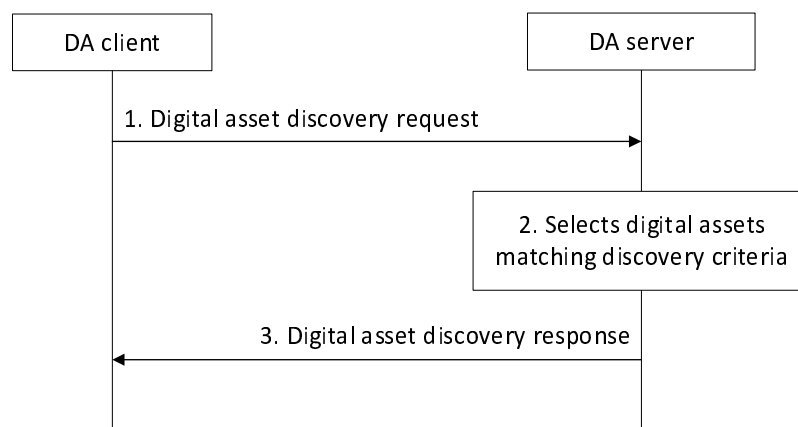 DA client
DA server
1. Digital asset discovery request
2. Selects digital assets
matching discovery criteria
3. Digital asset discovery response